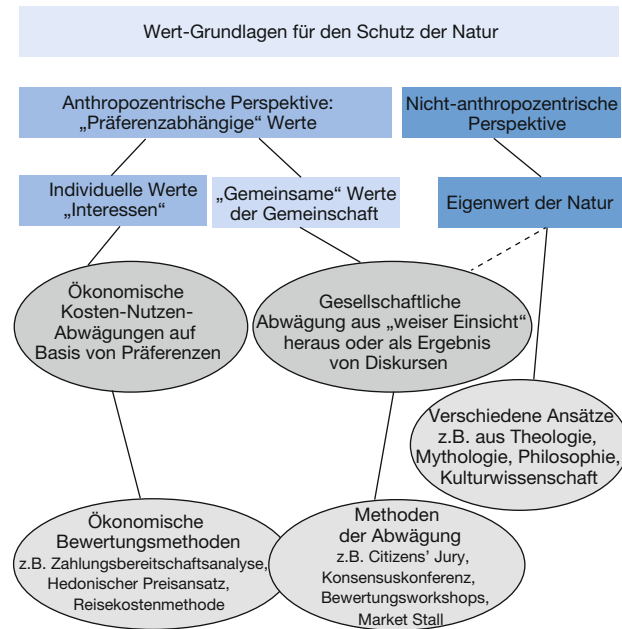 Wert-Grundlagen für den Schutz der Natur
Anthropozentrische Perspektive:
„Präferenzabhängige“ Werte
Nicht-anthropozentrische
Perspektive
Individuelle Werte
„Interessen“
„Gemeinsame“ Werte
der Gemeinschaft
Eigenwert der Natur
Ökonomische
Kosten-Nutzen-
Abwägungen auf
Basis von Präferenzen
Gesellschaftliche
Abwägung aus „weiser Einsicht“
heraus oder als Ergebnis
von Diskursen
Verschiedene Ansätze
z.B. aus Theologie,
Mythologie, Philosophie,
Kulturwissenschaft
Ökonomische
Bewertungsmethoden
z.B. Zahlungsbereitschaftsanalyse,
Hedonischer Preisansatz,
Reisekostenmethode
Methoden
der Abwägung
z.B. Citizens’ Jury,
Konsensuskonferenz,
Bewertungsworkshops,
Market Stall